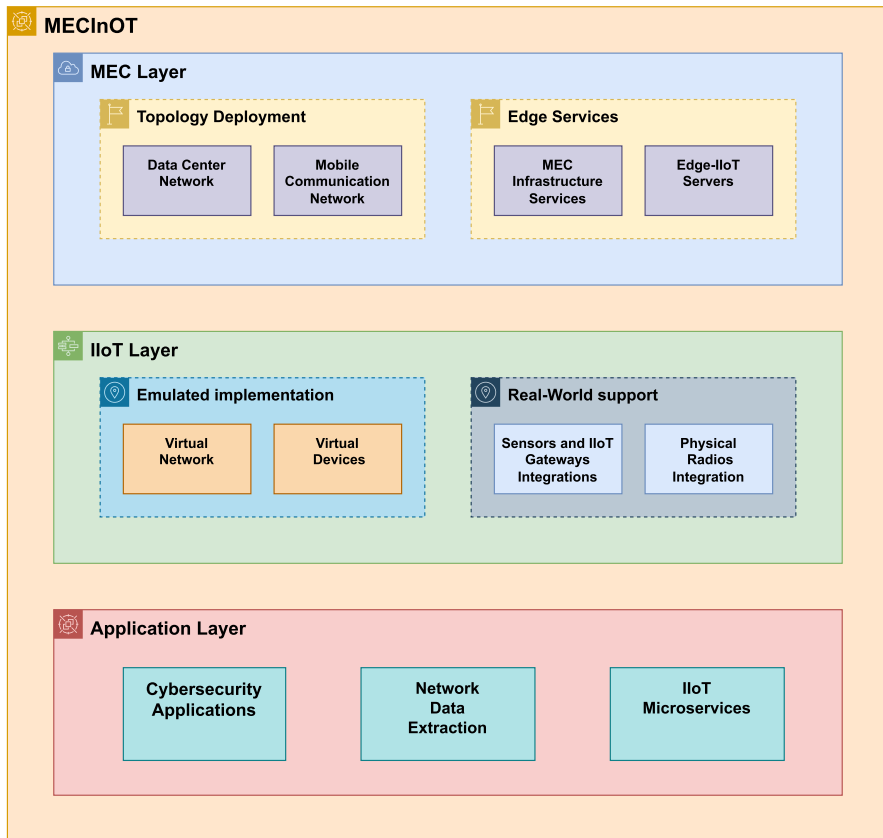 MECInOT
MEC Layer
Topology Deployment
Data Center
Network
Mobile
Communication
Network
Edge Services
MEC
Infrastructure
Services
Edge-IIoT
Servers
IIoT Layer
Emulated implementation
Virtual
Network
Virtual
Devices
Real-World support
Sensors and IIoT
Gateways
Integrations
Physical
Radios
Integration
Application Layer
Cybersecurity
Applications
Network
Data
Extraction
IIoT
Microservices